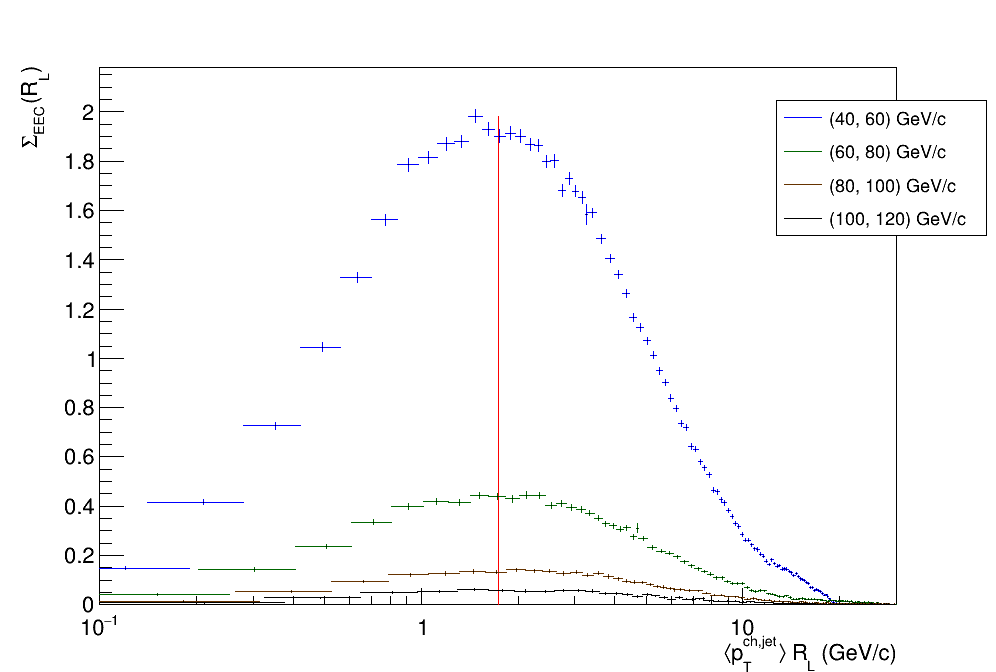 Σ_EEC(R_L)
2
1.8
1.6
1.4
1.2
1
0.8
0.6
0.4
0.2
0
10⁻¹ 1 10
⟨p_T^ch,jet⟩ R_L (GeV/c)
(40, 60) GeV/c
(60, 80) GeV/c
(80, 100) GeV/c
(100, 120) GeV/c